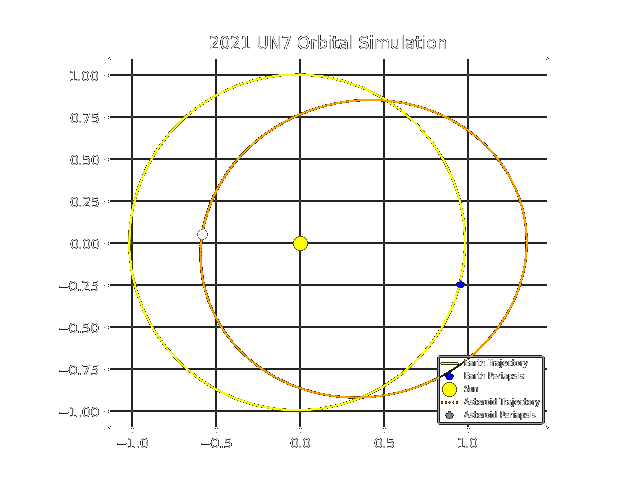 2021 UN7 Orbital Simulation
1.00
0.75
0.50
0.25
0.00
−0.25
−0.50
−0.75
−1.00
−1.0
−0.5
0.0
0.5
1.0
Earth Trajectory
Earth Periapsis
Sun
Asteroid Trajectory
Asteroid Periapsis